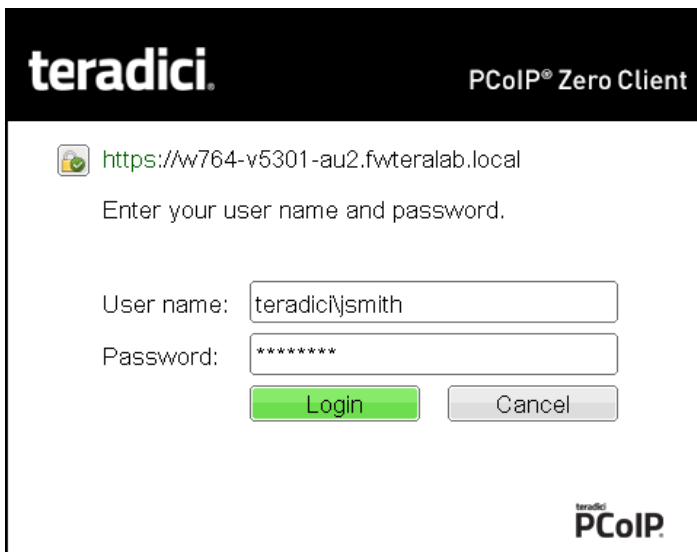 teradici.
PCoIP® Zero Client
https://w764-v5301-au2.fwteralab.local
Enter your user name and password.
User name: teradici\jsmith
Password: ********
Login Cancel
teradici
PCoIP.